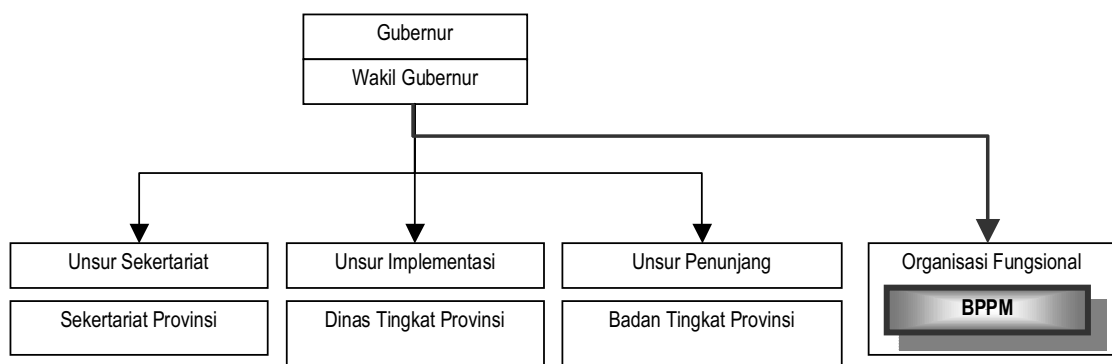 Gubernur
Wakil Gubernur
Unsur Sekertariat
Sekertariat Provinsi
Unsur Implementasi
Dinas Tingkat Provinsi
Unsur Penunjang
Badan Tingkat Provinsi
Organisasi Fungsional
BPPM